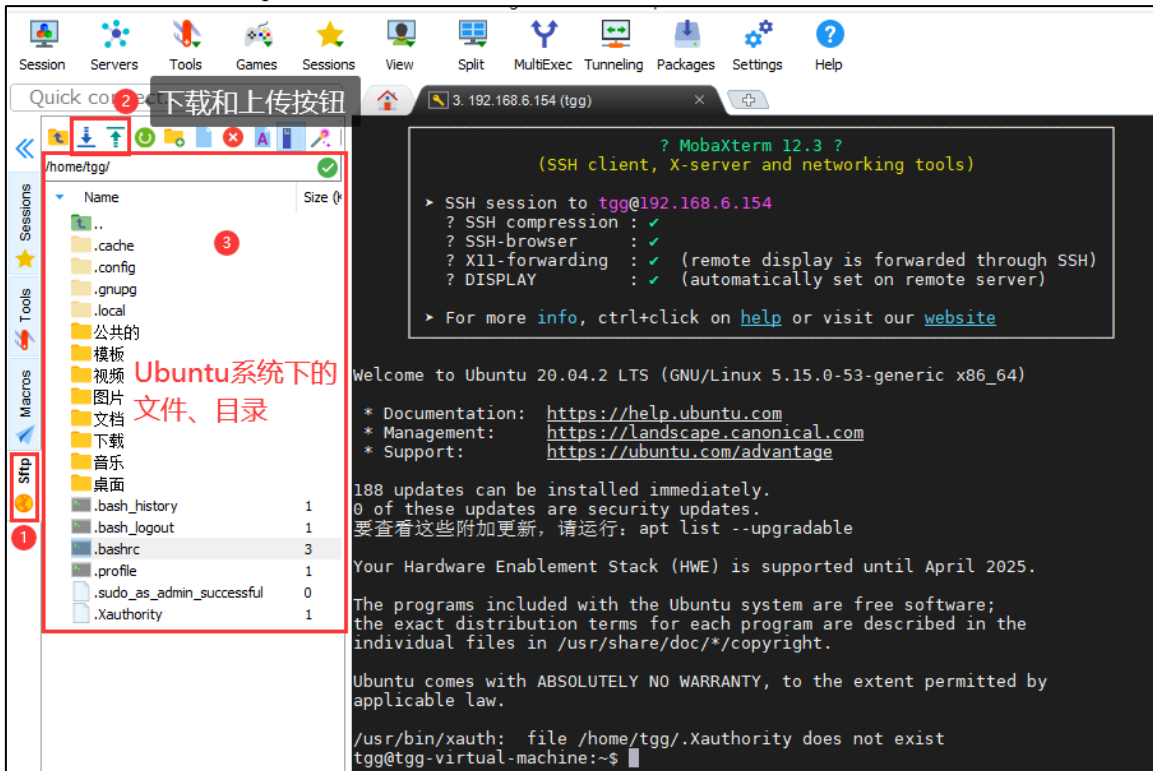 Session Servers Tools Games Sessions View Split MultiExec Tunneling Packages Settings Help
2 下载和上传按钮
3. 192.168.6.154 (tgg)
/home/tgg/
Name Size
Sessions
Tools
Macros
Sftp
1
..
.cache
3
.config
.gnupg
.local
公共的
模板
视频
图片
文档
下载
音乐
桌面
Ubuntu系统下的
文件、目录
.bash_history 1
.bash_logout 1
.bashrc 3
.profile 1
.sudo_as_admin_successful 0
.Xauthority 1
? MobaXterm 12.3 ?
(SSH client, X-server and networking tools)
➤ SSH session to tgg@192.168.6.154
? SSH compression : ✔
? SSH-browser : ✔
? X11-forwarding : ✔ (remote display is forwarded through SSH)
? DISPLAY : ✔ (automatically set on remote server)
➤ For more info, ctrl+click on help or visit our website
Welcome to Ubuntu 20.04.2 LTS (GNU/Linux 5.15.0-53-generic x86_64)
* Documentation: https://help.ubuntu.com
* Management: https://landscape.canonical.com
* Support: https://ubuntu.com/advantage
188 updates can be installed immediately.
0 of these updates are security updates.
要查看这些附加更新，请运行：apt list --upgradable
Your Hardware Enablement Stack (HWE) is supported until April 2025.
The programs included with the Ubuntu system are free software;
the exact distribution terms for each program are described in the
individual files in /usr/share/doc/*/copyright.
Ubuntu comes with ABSOLUTELY NO WARRANTY, to the extent permitted by
applicable law.
/usr/bin/xauth: file /home/tgg/.Xauthority does not exist
tgg@tgg-virtual-machine:~$